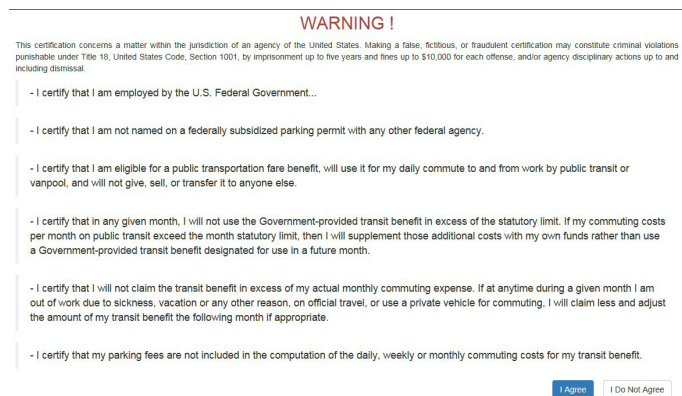 WARNING !
This certification concerns a matter within the jurisdiction of an agency of the United States. Making a false, fictitious, or fraudulent certification may constitute criminal violations
punishable under Title 18, United States Code, Section 1001, by imprisonment up to five years and fines up to $10,000 for each offense, and/or agency disciplinary actions up to and
including dismissal.
- I certify that I am employed by the U.S. Federal Government...
- I certify that I am not named on a federally subsidized parking permit with any other federal agency.
- I certify that I am eligible for a public transportation fare benefit, will use it for my daily commute to and from work by public transit or
vanpool, and will not give, sell, or transfer it to anyone else.
- I certify that in any given month, I will not use the Government-provided transit benefit in excess of the statutory limit. If my commuting costs
per month on public transit exceed the month statutory limit, then I will supplement those additional costs with my own funds rather than use
a Government-provided transit benefit designated for use in a future month.
- I certify that I will not claim the transit benefit in excess of my actual monthly commuting expense. If at anytime during a given month I am
out of work due to sickness, vacation or any other reason, on official travel, or use a private vehicle for commuting, I will claim less and adjust
the amount of my transit benefit the following month if appropriate.
- I certify that my parking fees are not included in the computation of the daily, weekly or monthly commuting costs for my transit benefit.
I Agree I Do Not Agree